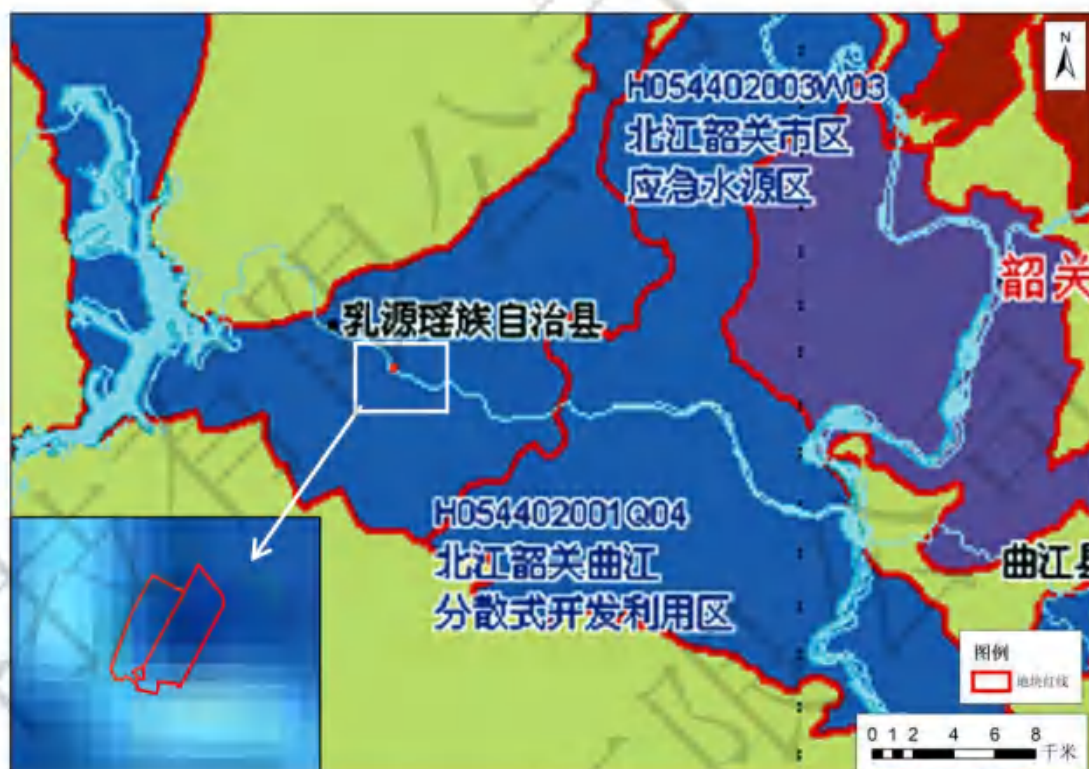 N
H054402003W03
北江韶关市区
应急水源区
韶关
乳源瑶族自治县
H054402001Q04
北江韶关曲江
分散式开发利用区
曲江县
图例
地块红线
0 1 2 4 6 8
千米